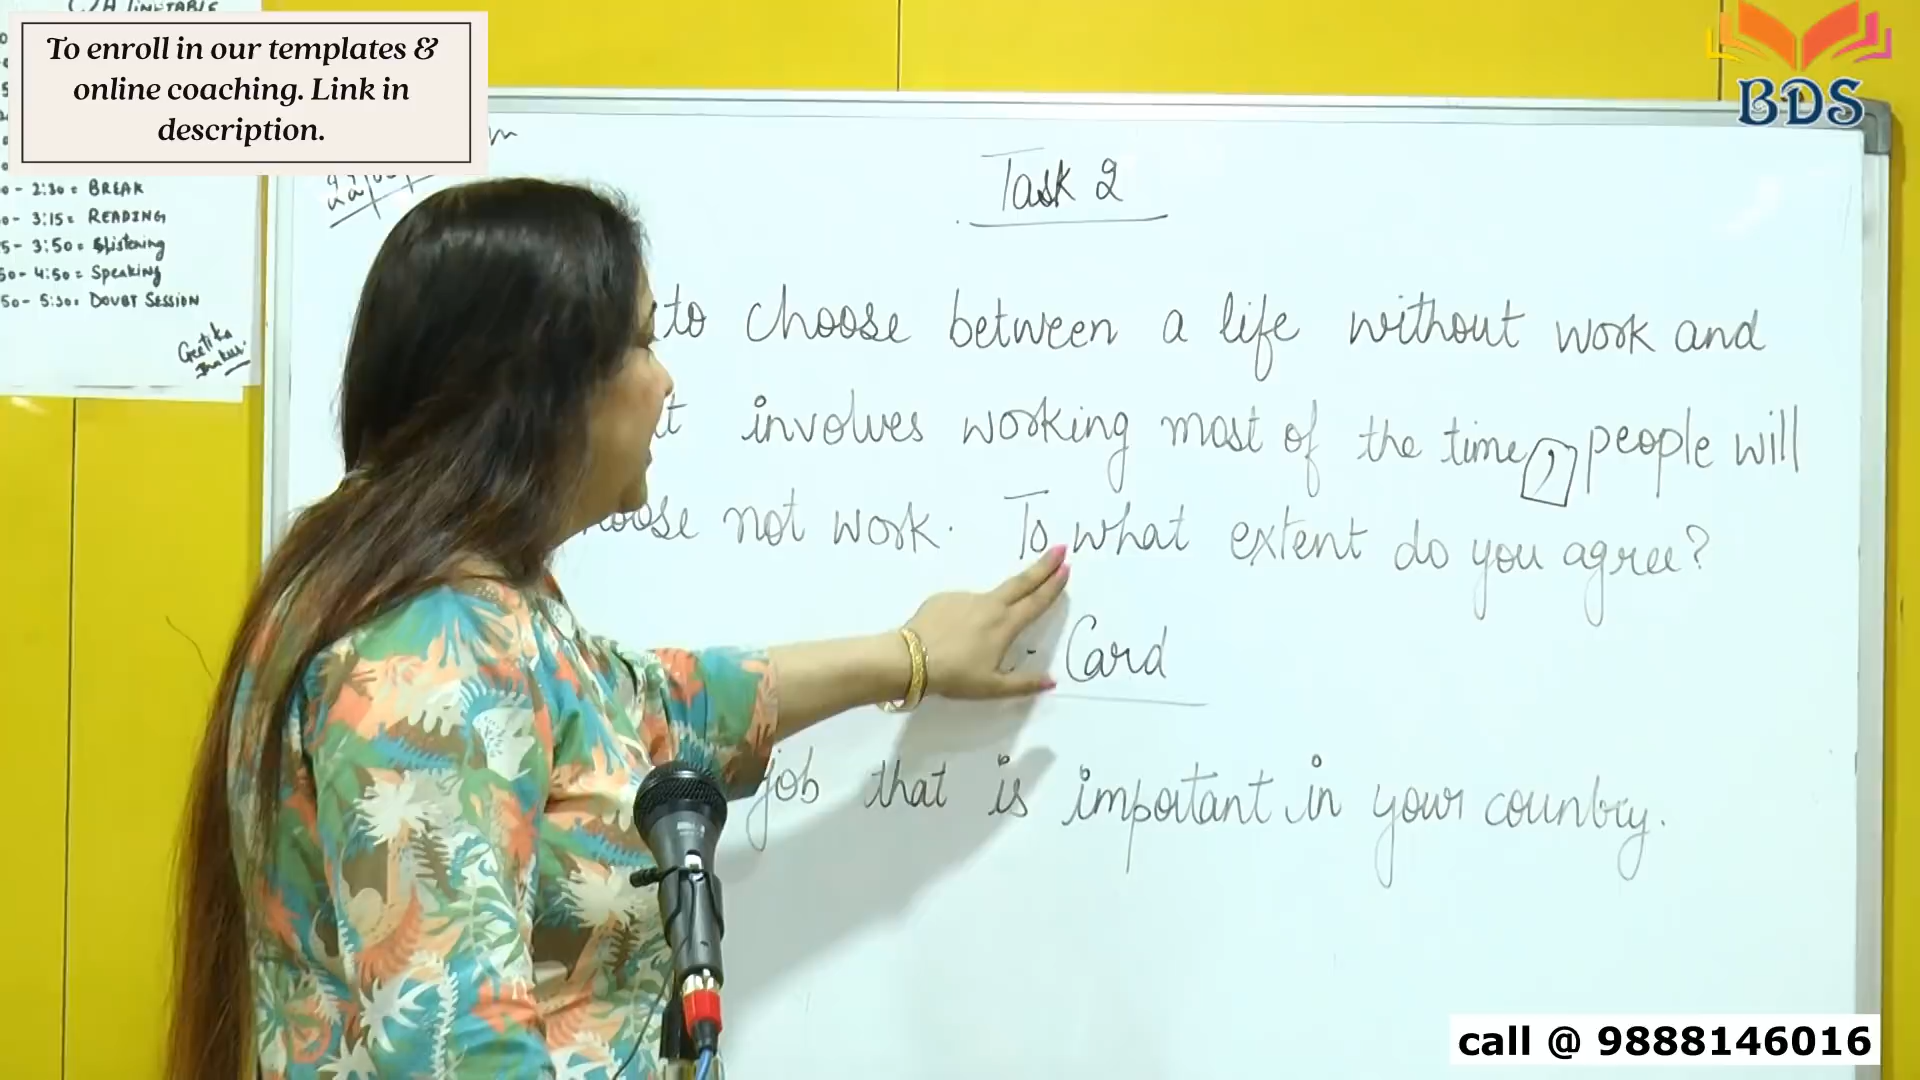 To enroll in our templates &
online coaching. Link in
description.
BDS
TIMETABLE
- 2:30 = BREAK
- 3:15 = READING
- 3:50 = Listening
- 4:50 = Speaking
50 - 5:30 = DOUBT SESSION
Geetika
Task 2
to choose between a life without work and
involves working most of the time, people will
not work. To what extent do you agree?
Card
job that is important in your country.
call @ 9888146016